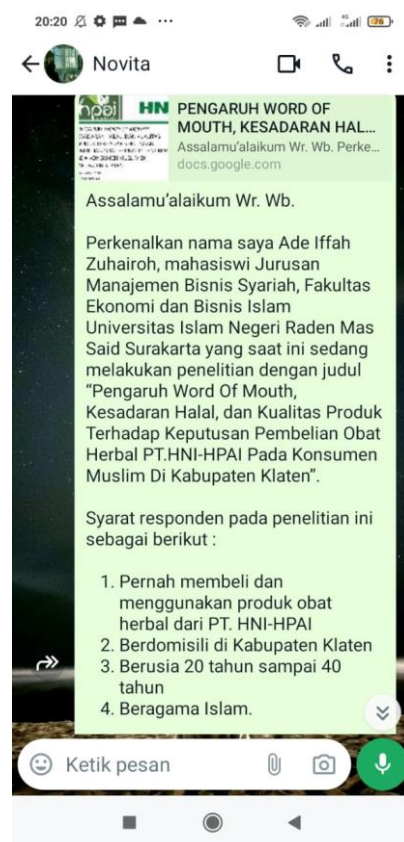 20:20
76
Novita
hpai HN
PENGARUH WORD OF
MOUTH, KESADARAN HAL...
Assalamu'alaikum Wr. Wb. Perke...
docs.google.com
Assalamu'alaikum Wr. Wb.
Perkenalkan nama saya Ade Iffah
Zuhairoh, mahasiswi Jurusan
Manajemen Bisnis Syariah, Fakultas
Ekonomi dan Bisnis Islam
Universitas Islam Negeri Raden Mas
Said Surakarta yang saat ini sedang
melakukan penelitian dengan judul
"Pengaruh Word Of Mouth,
Kesadaran Halal, dan Kualitas Produk
Terhadap Keputusan Pembelian Obat
Herbal PT.HNI-HPAI Pada Konsumen
Muslim Di Kabupaten Klaten".
Syarat responden pada penelitian ini
sebagai berikut :
1. Pernah membeli dan
menggunakan produk obat
herbal dari PT. HNI-HPAI
2. Berdomisili di Kabupaten Klaten
3. Berusia 20 tahun sampai 40
tahun
4. Beragama Islam.
Ketik pesan